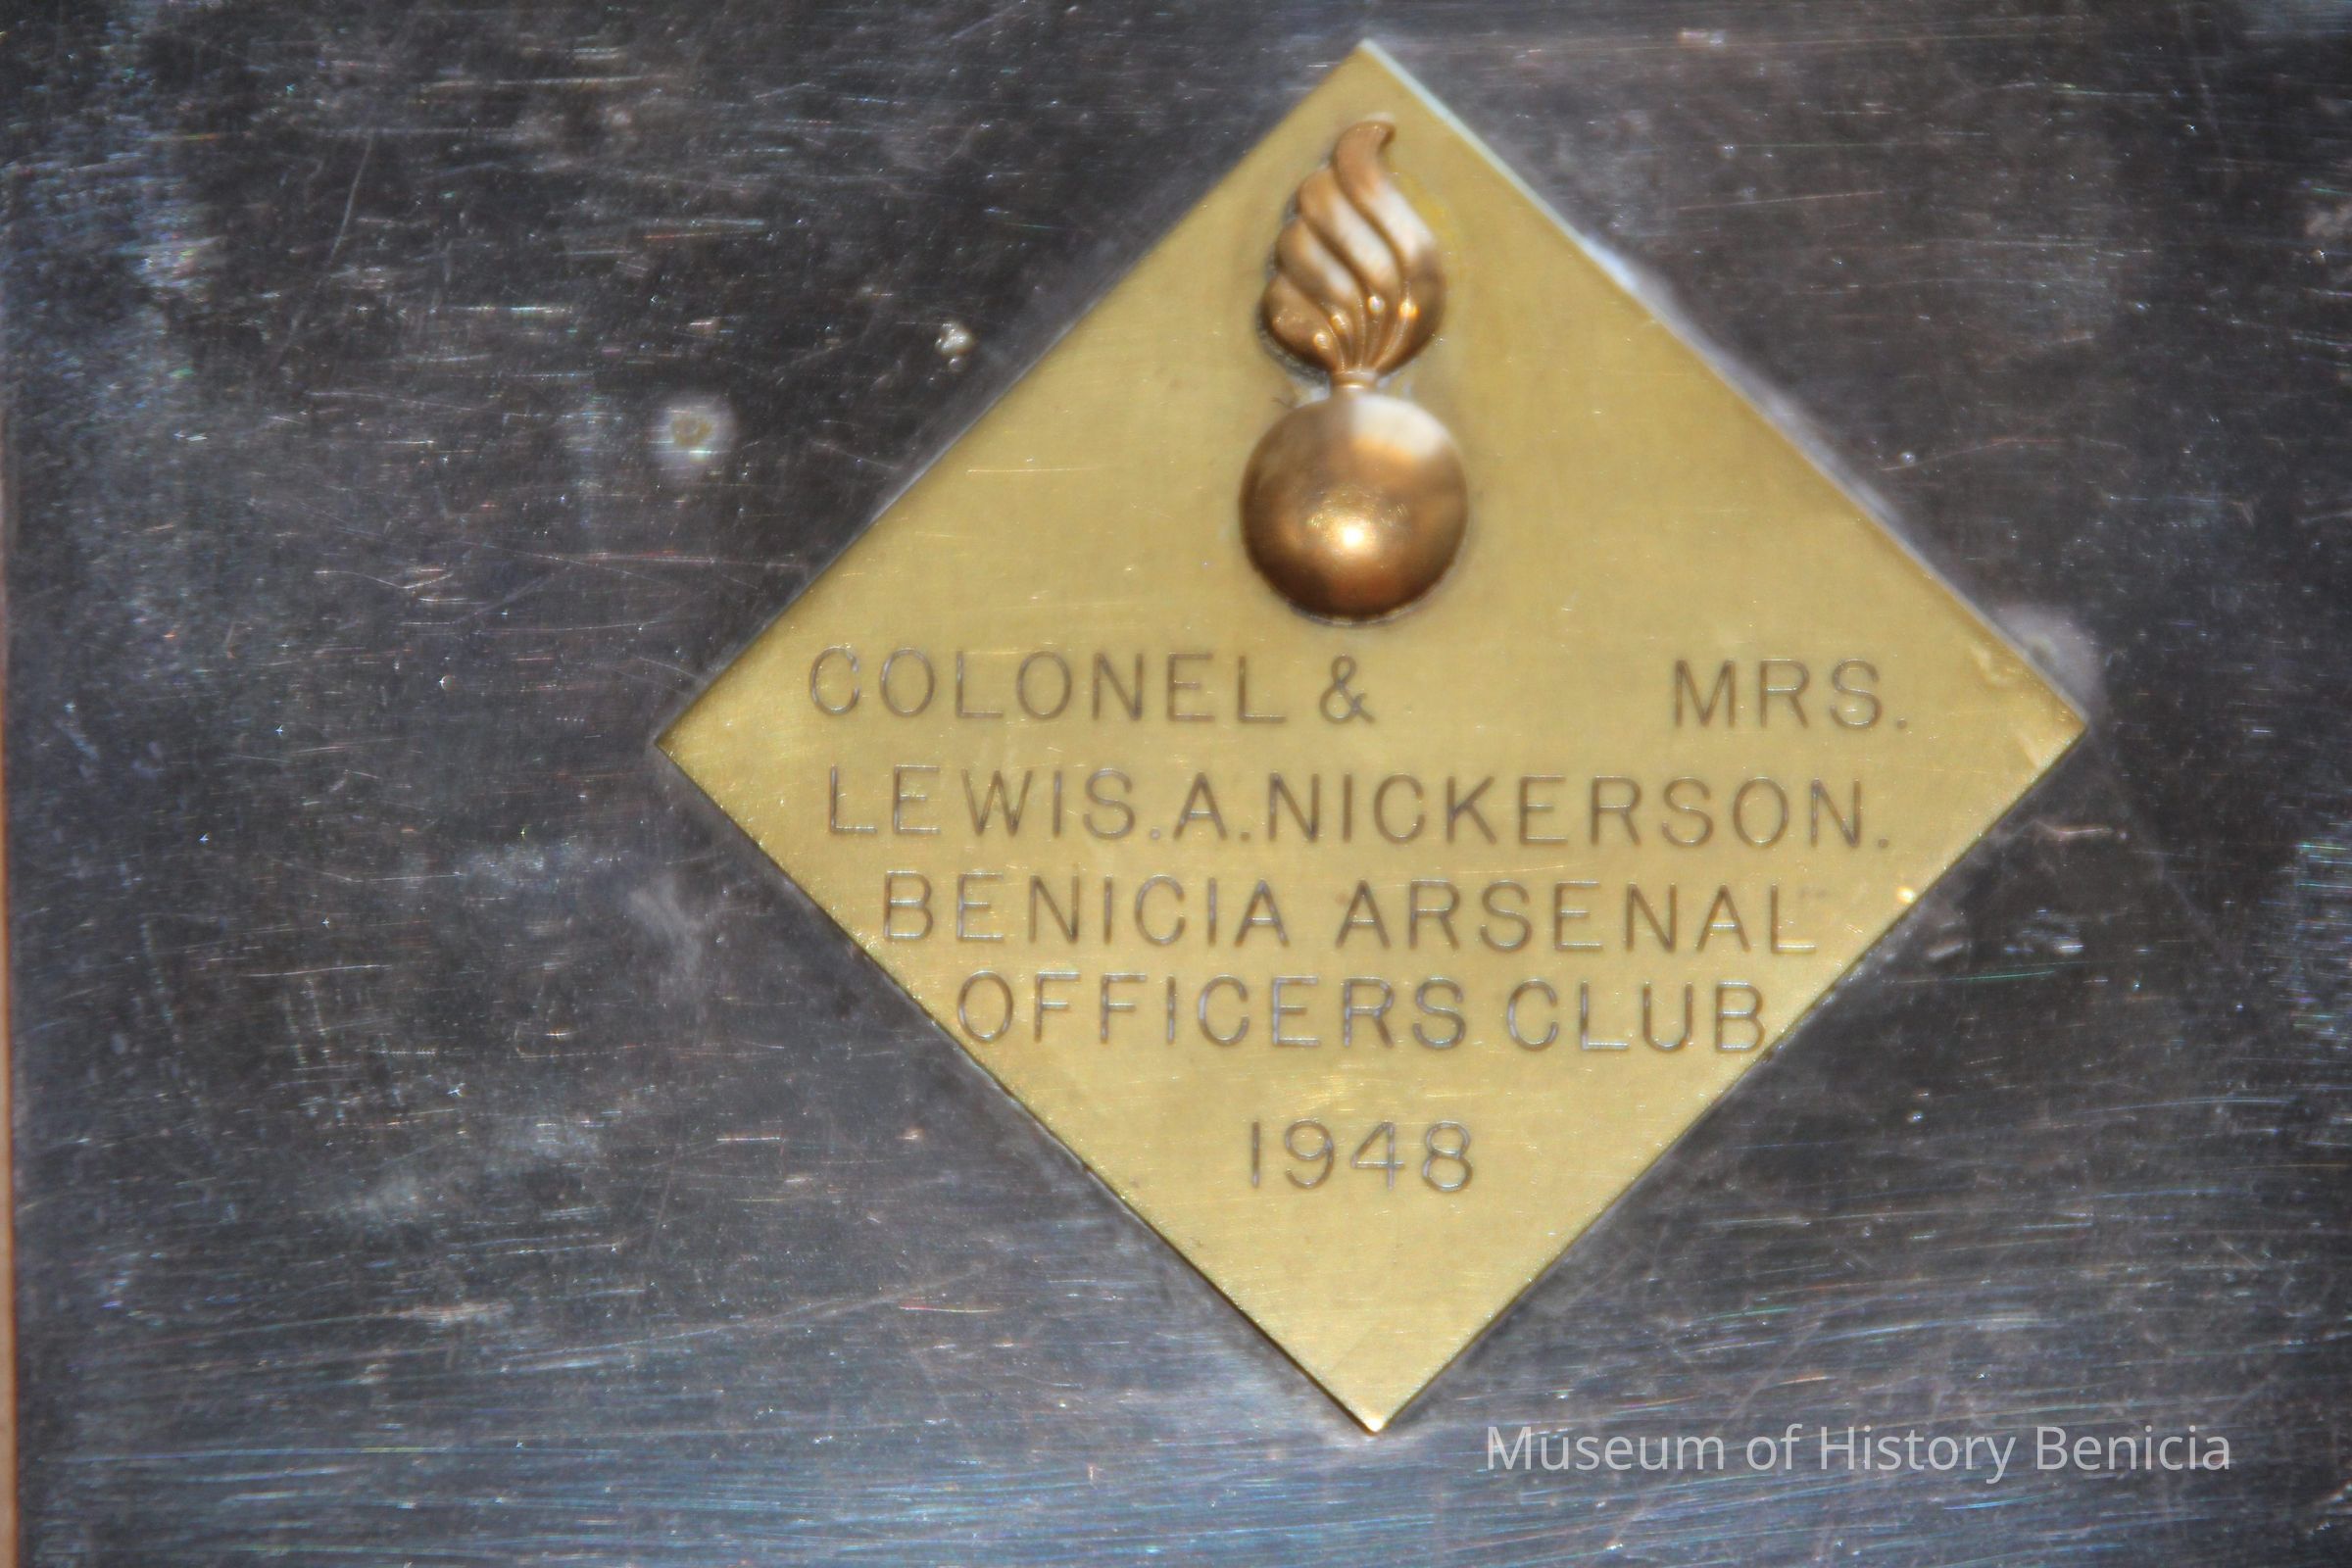 COLONEL & MRS.
LEWIS.A.NICKERSON.
BENICIA ARSENAL
OFFICERS CLUB
1948
Museum of History Benicia